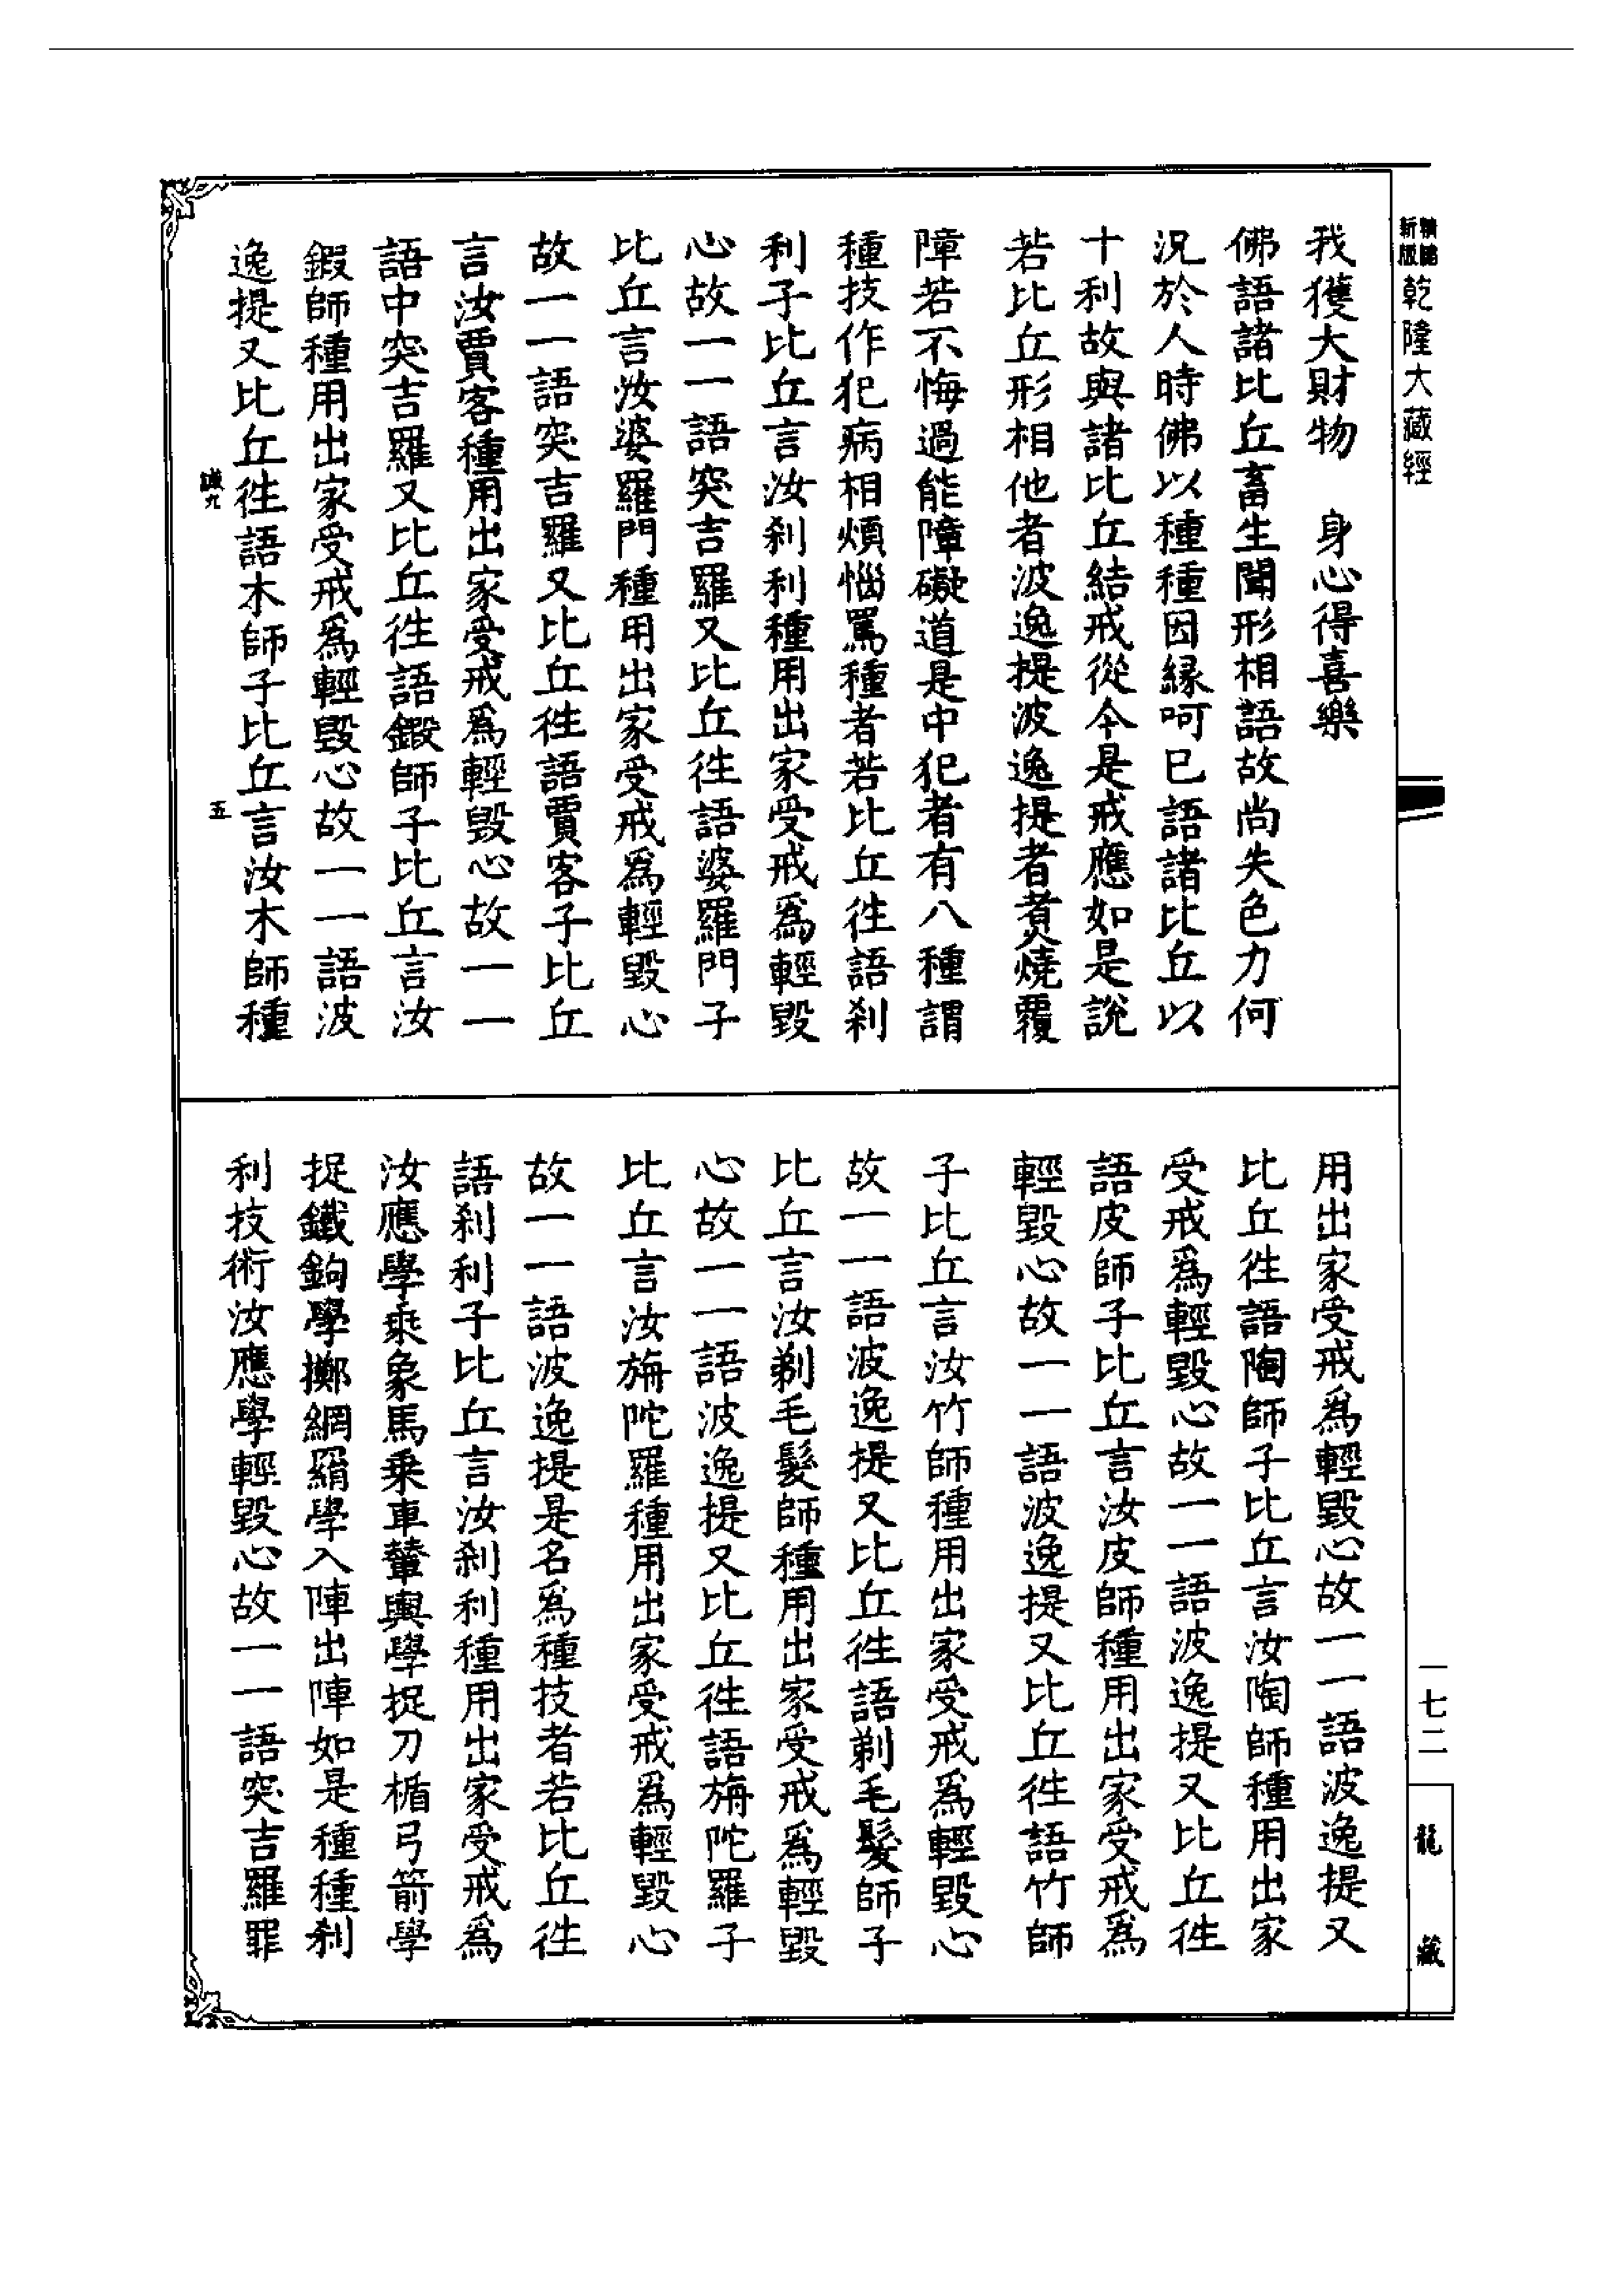 新版
精縮
乾隆大藏經
我獲大財物　身心得喜樂
佛語諸比丘畜生聞形相語故尚失色力何
況於人時佛以種種因緣呵已語諸比丘以
十利故與諸比丘結戒從今是戒應如是說
若比丘形相他者波逸提波逸提者煑燒覆
障若不悔過能障礙道是中犯者有八種謂
種技作犯病相煩惱罵種者若比丘徃語刹
利子比丘言汝刹利種用出家受戒爲輕毀
心故一一語突吉羅又比丘徃語婆羅門子
比丘言汝婆羅門種用出家受戒爲輕毀心
故一一語突吉羅又比丘徃語賈客子比丘
言汝賈客種用出家受戒爲輕毀心故一一
語中突吉羅又比丘徃語鍛師子比丘言汝
鍜師種用出家受戒爲輕毀心故一一語波
逸提又比丘徃語木師子比丘言汝木師種
誠九
五
用出家受戒爲輕毀心故一一語波逸提又
比丘徃語陶師子比丘言汝陶師種用出家
受戒爲輕毀心故一一語波逸提又比丘徃
語皮師子比丘言汝皮師種用出家受戒爲
輕毀心故一一語波逸提又比丘徃語竹師
子比丘言汝竹師種用出家受戒爲輕毀心
故一一語波逸提又比丘徃語剃毛髮師子
比丘言汝剃毛髮師種用出家受戒爲輕毀
心故一一語波逸提又比丘徃語旃陀羅子
比丘言汝旃陀羅種用出家受戒爲輕毀心
故一一語波逸提是名爲種技者若比丘徃
語刹利子比丘言汝刹利種用出家受戒爲
汝應學乘象馬乘車輦輿學捉刀楯弓箭學
捉鐵鉤學擲網羂學入陣出陣如是種種刹
利技術汝應學輕毀心故一一語突吉羅罪
一七二
龍藏